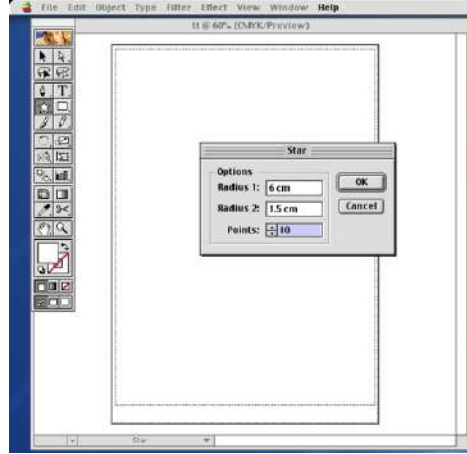 File Edit Object Type Filter Effect View Window Help
tt @ 60% (CMYK/Preview)
Star
Options
Radius 1: 6 cm
OK
Radius 2: 1.5 cm
Cancel
Points: 10
T
Star